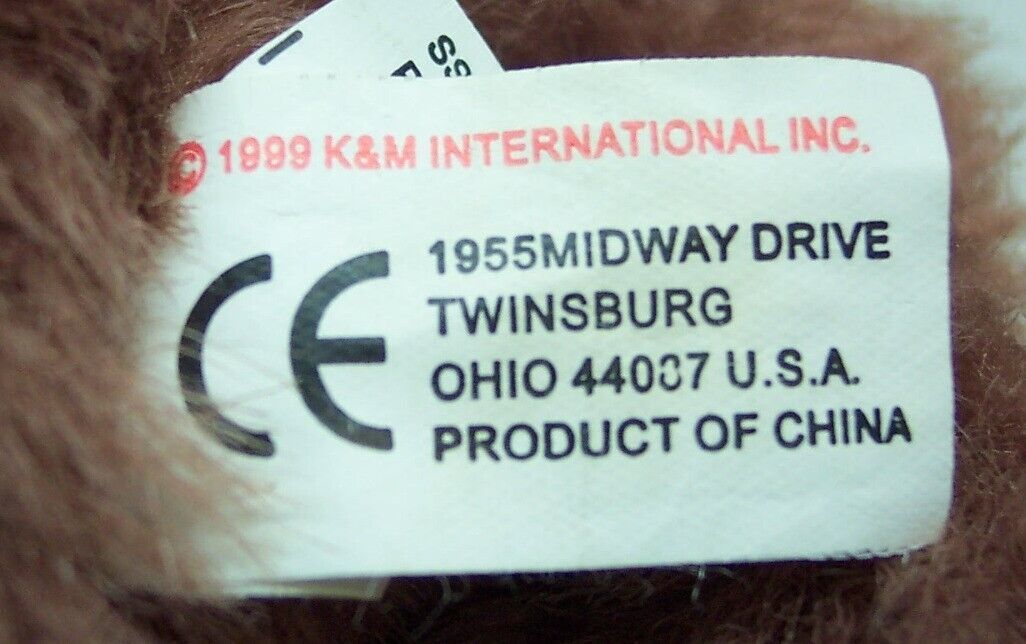 © 1999 K&M INTERNATIONAL INC.
CE
1955MIDWAY DRIVE
TWINSBURG
OHIO 44087 U.S.A.
PRODUCT OF CHINA